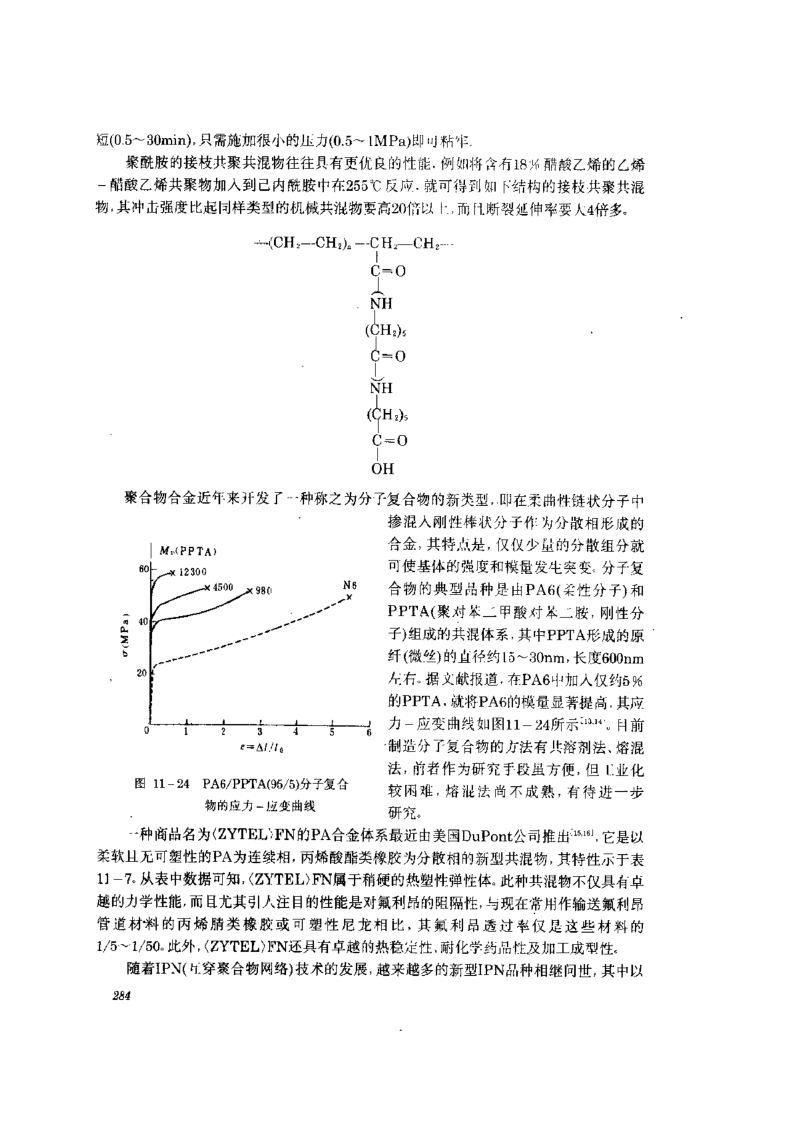 短(0.5～30min),只需施加很小的压力(0.5～1MPa)即可粘牢.
聚酰胺的接枝共聚共混物往往具有更优良的性能.例如将含有18%醋酸乙烯的乙烯
-醋酸乙烯共聚物加入到己内酰胺中在255℃反应.就可得到如下结构的接枝共聚共混
物,其冲击强度比起同样类型的机械共混物要高20倍以上,而且断裂延伸率要大4倍多。
—(CH₂—CH₂)ₙ—CH₂—CH₂—
C=O
NH
(CH₂)₅
C=O
NH
(CH₂)₅
C=O
OH
聚合物合金近年来开发了一种称之为分子复合物的新类型,即在柔曲性链状分子中
掺混入刚性棒状分子作为分散相形成的
合金,其特点是,仅仅少量的分散组分就
可使基体的强度和模量发生突变。分子复
合物的典型品种是由PA6(柔性分子)和
PPTA(聚对苯二甲酸对苯二胺,刚性分
子)组成的共混体系,其中PPTA形成的原
纤(微丝)的直径约15～30nm,长度600nm
左右。据文献报道,在PA6中加入仅约5%
的PPTA,就将PA6的模量显著提高,其应
力-应变曲线如图11-24所示[13,14]。目前
制造分子复合物的方法有共溶剂法、熔混
法,前者作为研究手段虽方便,但工业化
较困难,熔混法尚不成熟,有待进一步
研究。
Mᵥ(PPTA)
60
12300
4500
980
N6
40
σ(MPa)
20
0 1 2 3 4 5 6
ε=Δl/l₀
图 11-24 PA6/PPTA(95/5)分子复合
物的应力-应变曲线
一种商品名为〈ZYTEL〉FN的PA合金体系最近由美国DuPont公司推出[15,16],它是以
柔软且无可塑性的PA为连续相,丙烯酸酯类橡胶为分散相的新型共混物,其特性示于表
11-7。从表中数据可知,〈ZYTEL〉FN属于稍硬的热塑性弹性体。此种共混物不仅具有卓
越的力学性能,而且尤其引人注目的性能是对氟利昂的阻隔性,与现在常用作输送氟利昂
管道材料的丙烯腈类橡胶或可塑性尼龙相比,其氟利昂透过率仅是这些材料的
1/5～1/50。此外,〈ZYTEL〉FN还具有卓越的热稳定性、耐化学药品性及加工成型性。
随着IPN(互穿聚合物网络)技术的发展,越来越多的新型IPN品种相继问世,其中以
284